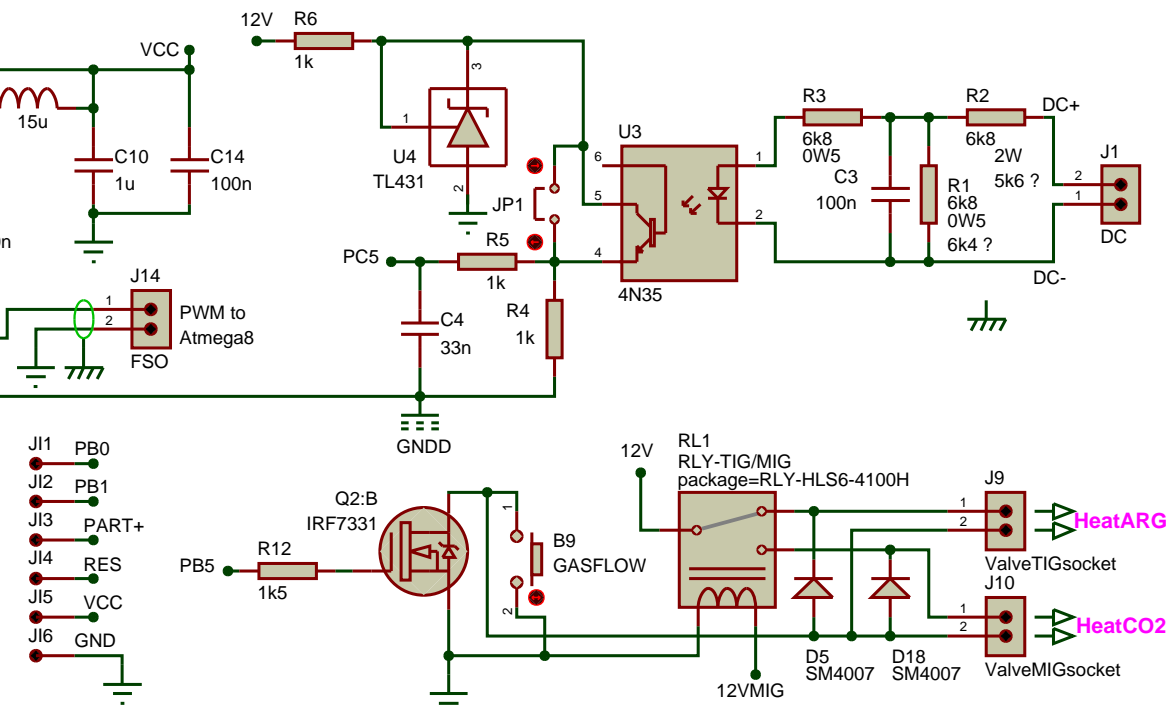 12V
R6
1k
VCC
15u
C10
1u
C14
100n
3
1
2
U4
TL431
JP1
U3
6
5
4
1
2
4N35
R3
6k8
0W5
C3
100n
R1
6k8
0W5
6k4 ?
R2
6k8
2W
5k6 ?
DC+
DC-
J1
2
1
DC
n
PC5
R5
1k
C4
33n
R4
1k
GNDD
J14
1
2
PWM to
Atmega8
FSO
JI1
PB0
JI2
PB1
JI3
PART+
JI4
RES
JI5
VCC
JI6
GND
Q2:B
IRF7331
PB5
R12
1k5
1
2
B9
GASFLOW
12V
RL1
RLY-TIG/MIG
package=RLY-HLS6-4100H
12VMIG
D5
SM4007
D18
SM4007
J9
1
2
HeatARG
ValveTIGsocket
J10
1
2
HeatCO2
ValveMIGsocket